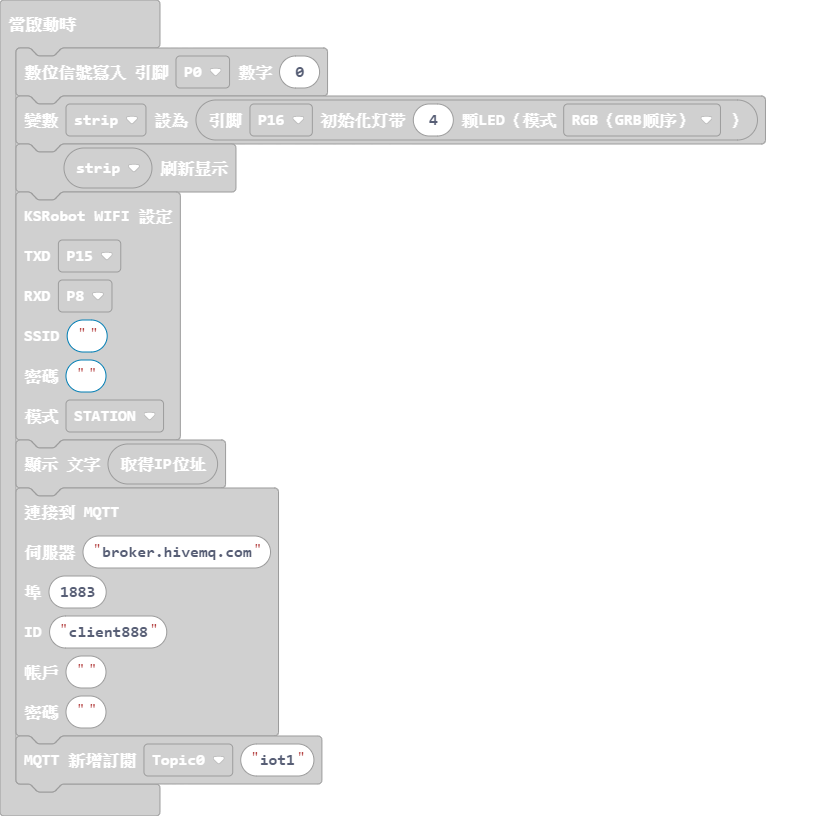 當啟動時
數位信號寫入 引腳 P0 數字 0
變數 strip 設為 引腳 P16 初始化灯带 4 颗LED（模式 RGB（GRB顺序） ）
strip 刷新显示
KSRobot WIFI 設定
TXD P15
RXD P8
SSID " "
密碼 " "
模式 STATION
顯示 文字 取得IP位址
連接到 MQTT
伺服器 "broker.hivemq.com"
埠 1883
ID "client888"
帳戶 " "
密碼 " "
MQTT 新增訂閱 Topic0 "iot1"